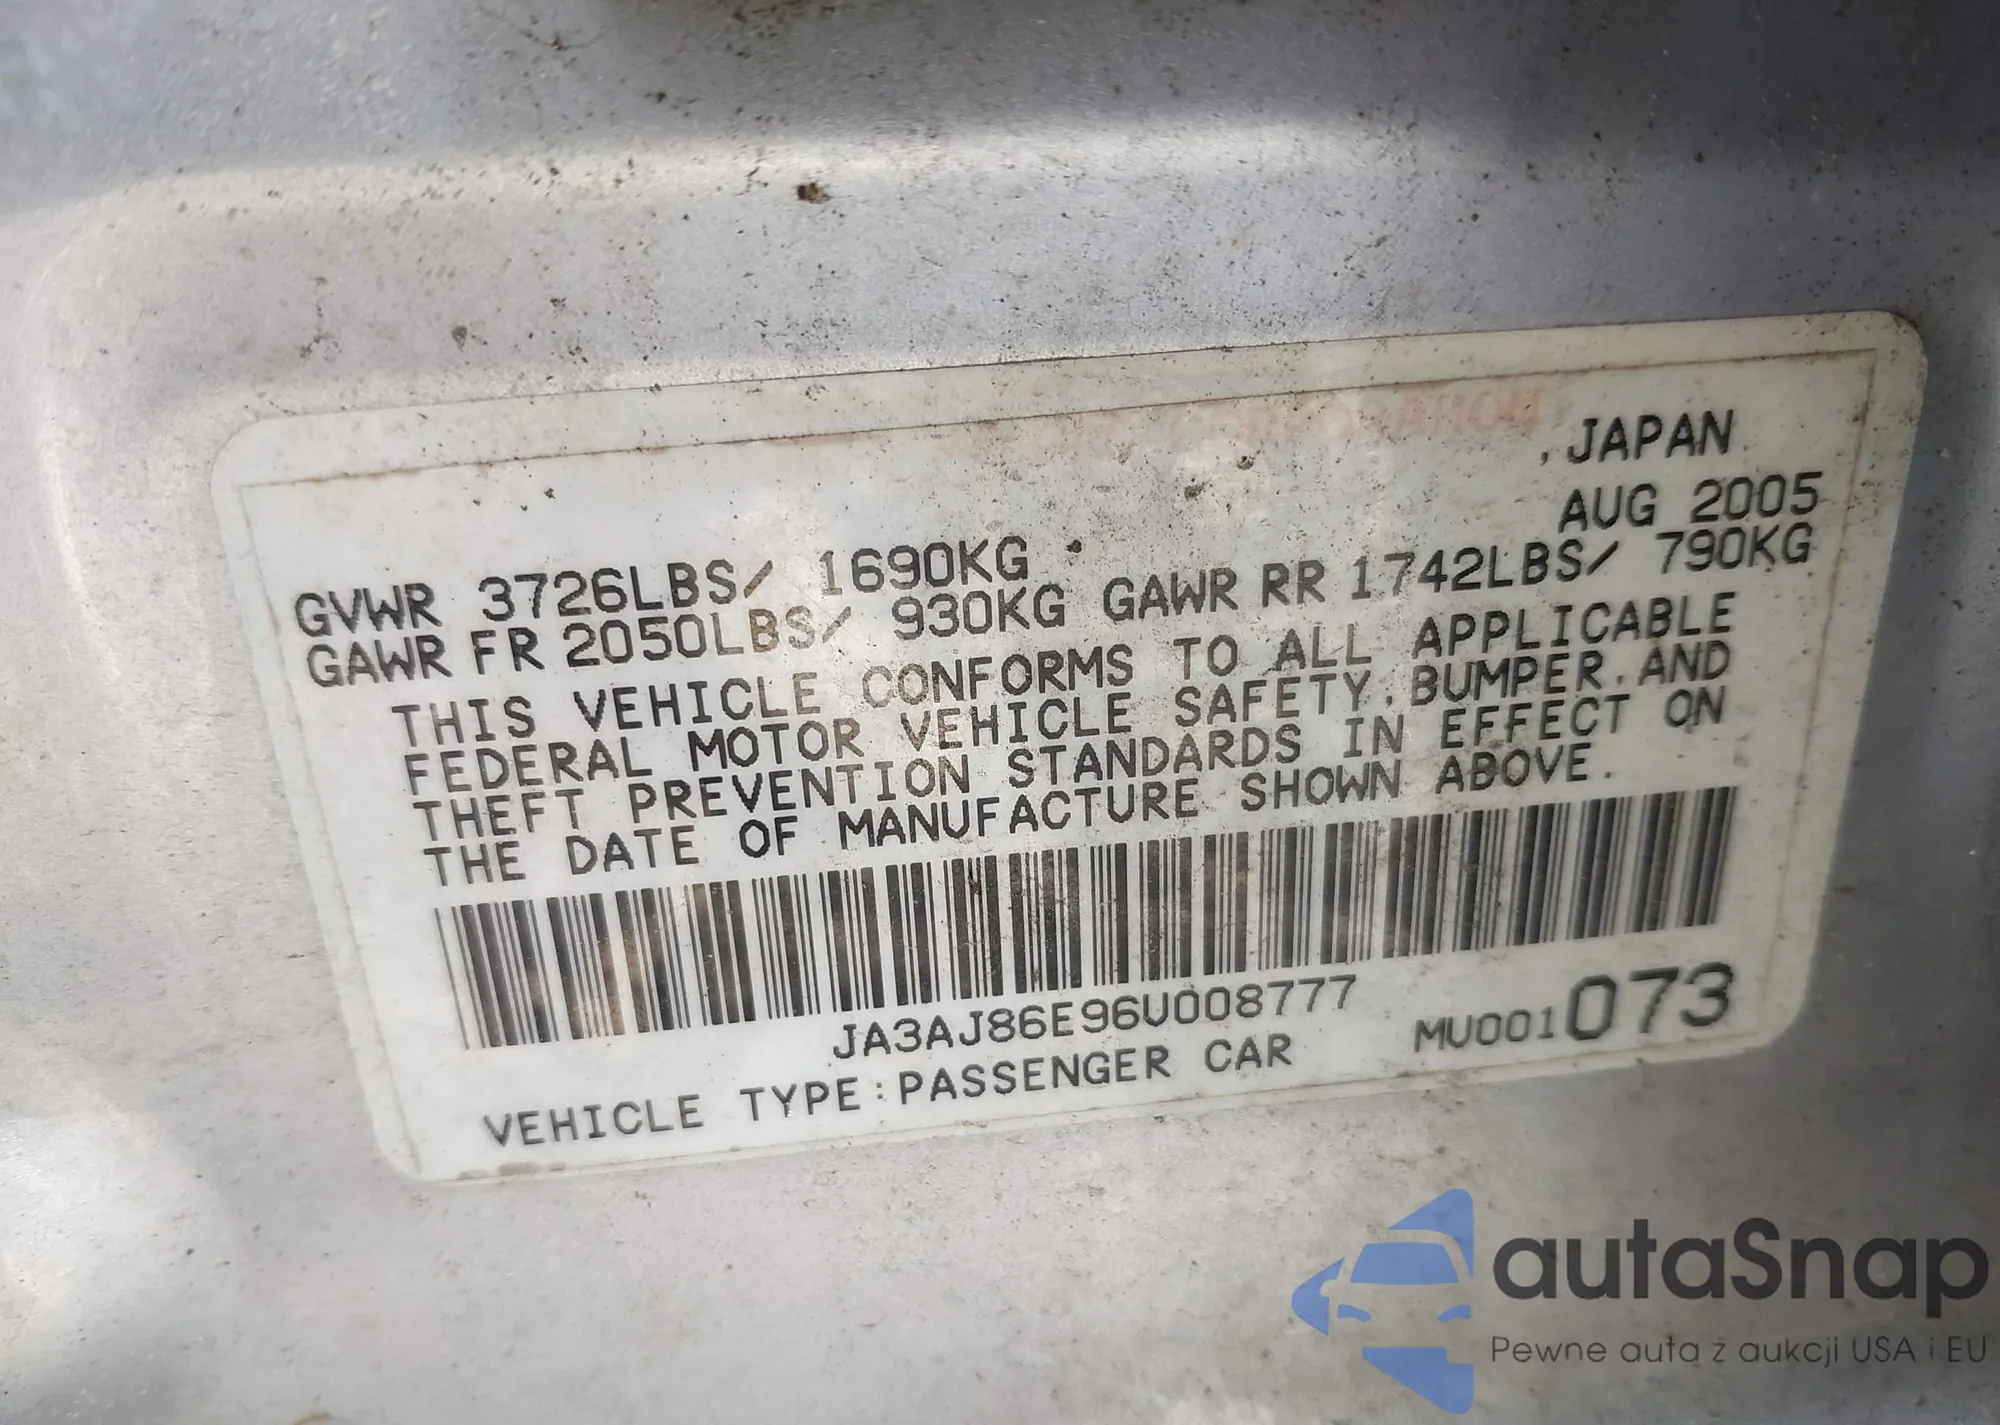 , JAPAN
AUG 2005
GVWR 3726LBS/ 1690KG
GAWR FR 2050LBS/ 930KG GAWR RR 1742LBS/ 790KG
THIS VEHICLE CONFORMS TO ALL APPLICABLE
FEDERAL MOTOR VEHICLE SAFETY, BUMPER, AND
THEFT PREVENTION STANDARDS IN EFFECT ON
THE DATE OF MANUFACTURE SHOWN ABOVE.
JA3AJ86E96U008777
MU001073
VEHICLE TYPE:PASSENGER CAR
autaSnap
Pewne auta z aukcji USA i EU